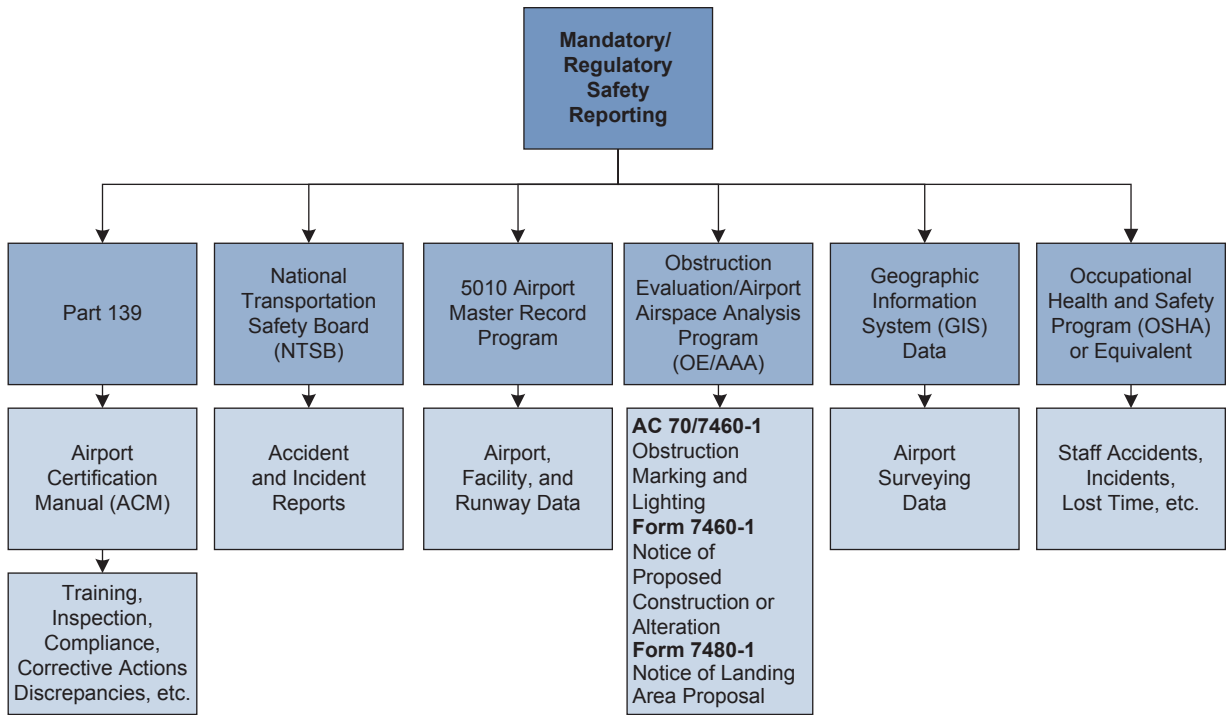 Mandatory/
Regulatory
Safety
Reporting
Part 139
National
Transportation
Safety Board
(NTSB)
5010 Airport
Master Record
Program
Obstruction
Evaluation/Airport
Airspace Analysis
Program
(OE/AAA)
Geographic
Information
System (GIS)
Data
Occupational
Health and Safety
Program (OSHA)
or Equivalent
Airport
Certification
Manual (ACM)
Accident
and Incident
Reports
Airport,
Facility, and
Runway Data
AC 70/7460-1
Obstruction
Marking and
Lighting
Form 7460-1
Notice of
Proposed
Construction or
Alteration
Form 7480-1
Notice of Landing
Area Proposal
Airport
Surveying
Data
Staff Accidents,
Incidents,
Lost Time, etc.
Training,
Inspection,
Compliance,
Corrective Actions
Discrepancies, etc.